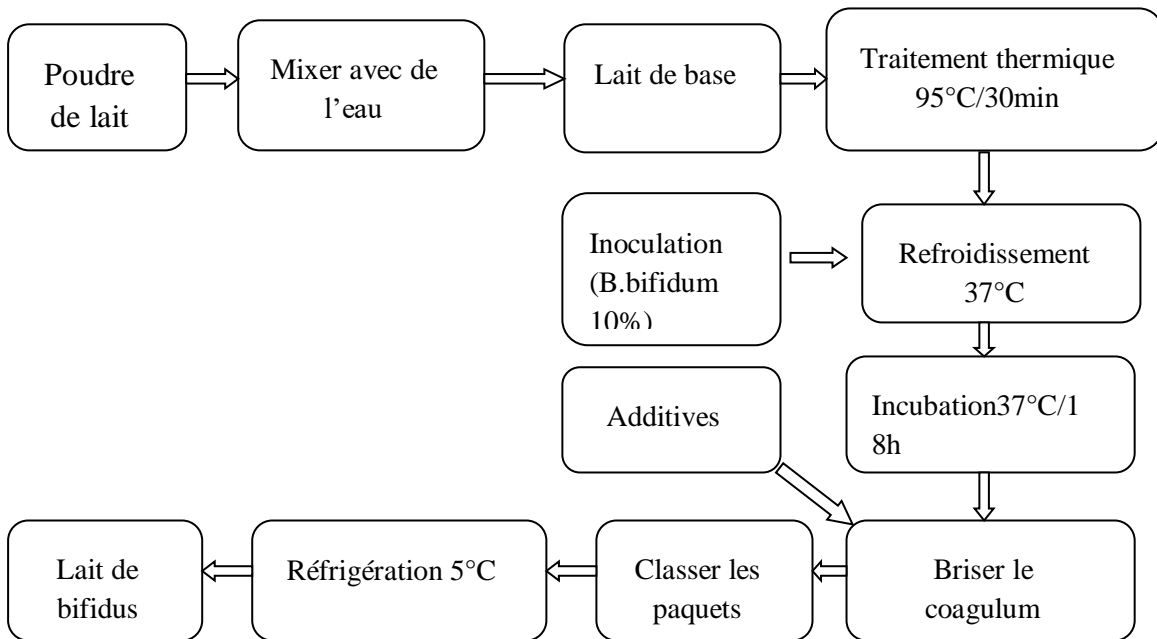 Poudre
de lait
Mixer avec de
l’eau
Lait de base
Traitement thermique
95°C/30min
Inoculation
(B.bifidum
10%)
Refroidissement
37°C
Additives
Incubation37°C/1
8h
Lait de
bifidus
Réfrigération 5°C
Classer les
paquets
Briser le
coagulum